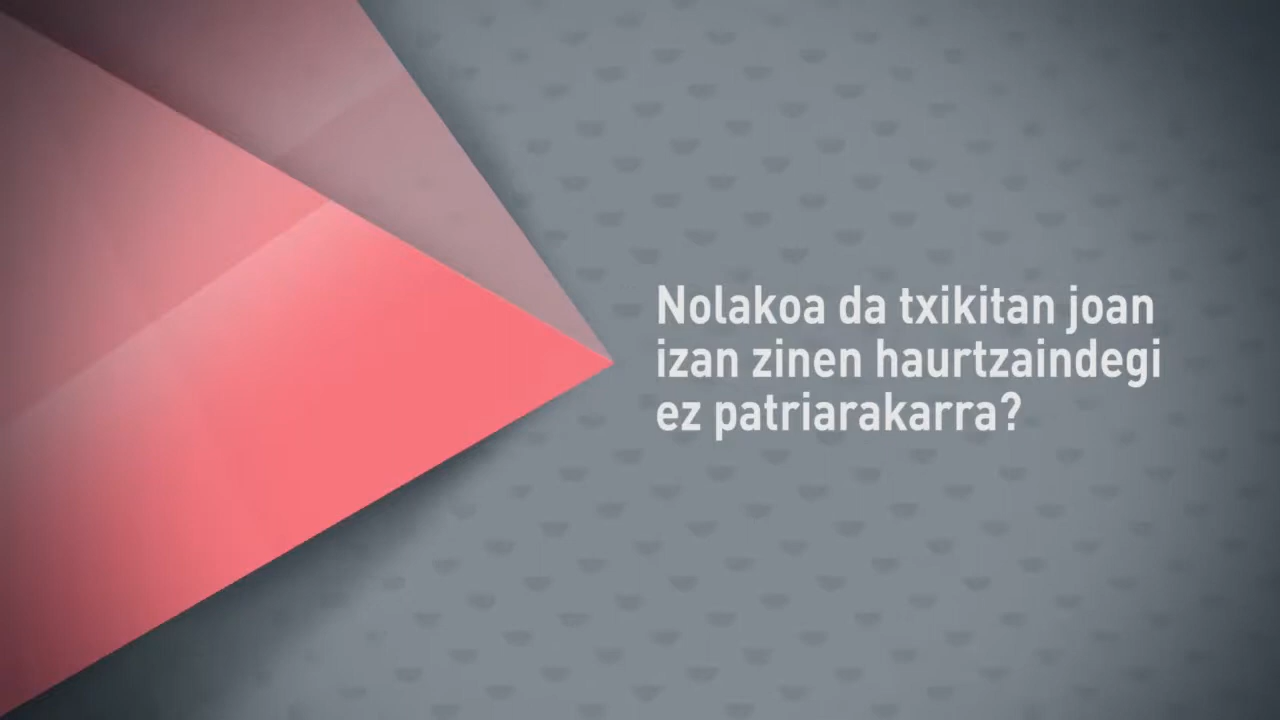 Nolakoa da txikitan joan
izan zinen haurtzaindegi
ez patriarakarra?